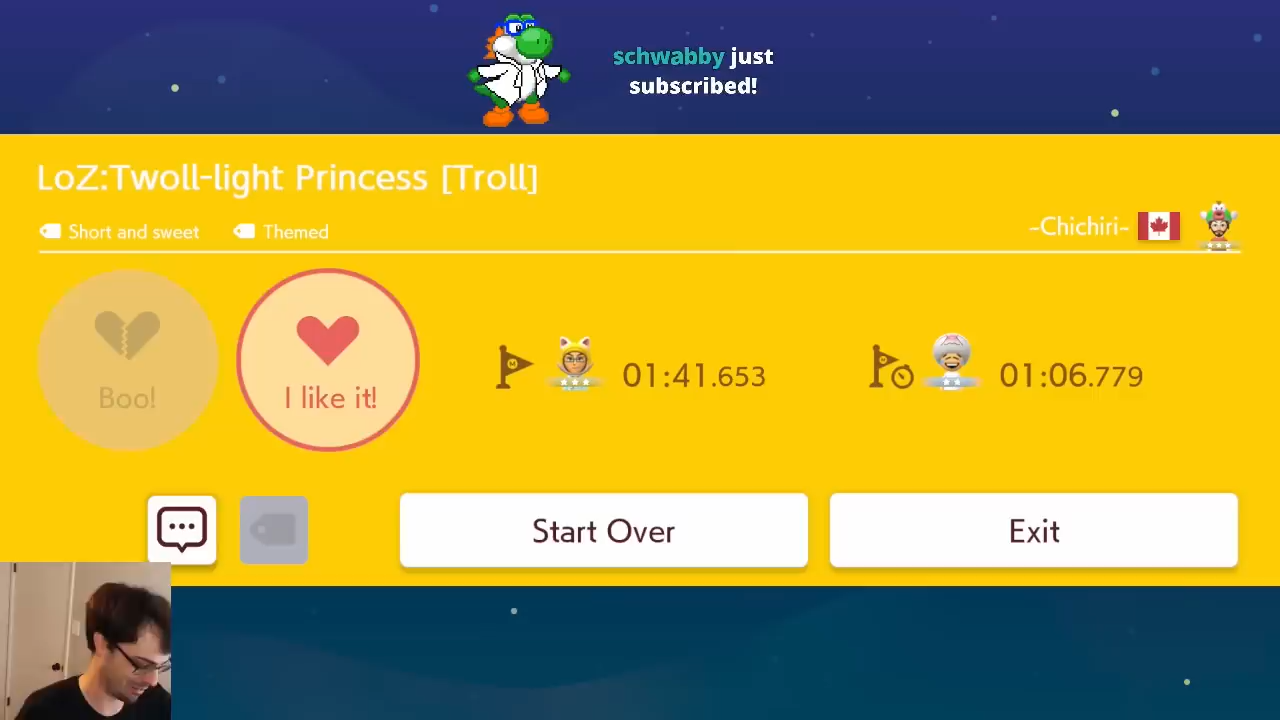 schwabby just
subscribed!
LoZ:Twoll-light Princess [Troll]
Short and sweet Themed
-Chichiri-
Boo!
I like it!
01:41.653
01:06.779
Start Over
Exit